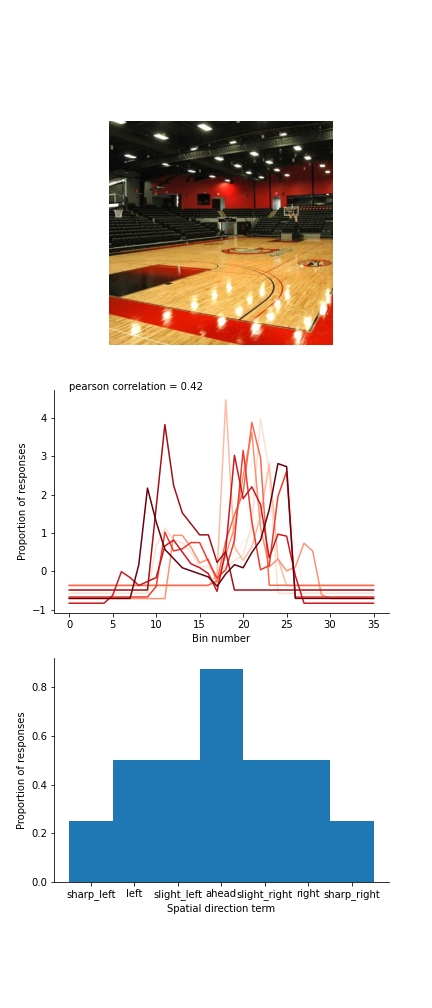 pearson correlation = 0.42
Proportion of responses
4
3
2
1
0
−1
0 5 10 15 20 25 30 35
Bin number
Proportion of responses
0.8
0.6
0.4
0.2
0.0
sharp_left left slight_left ahead slight_right right sharp_right
Spatial direction term